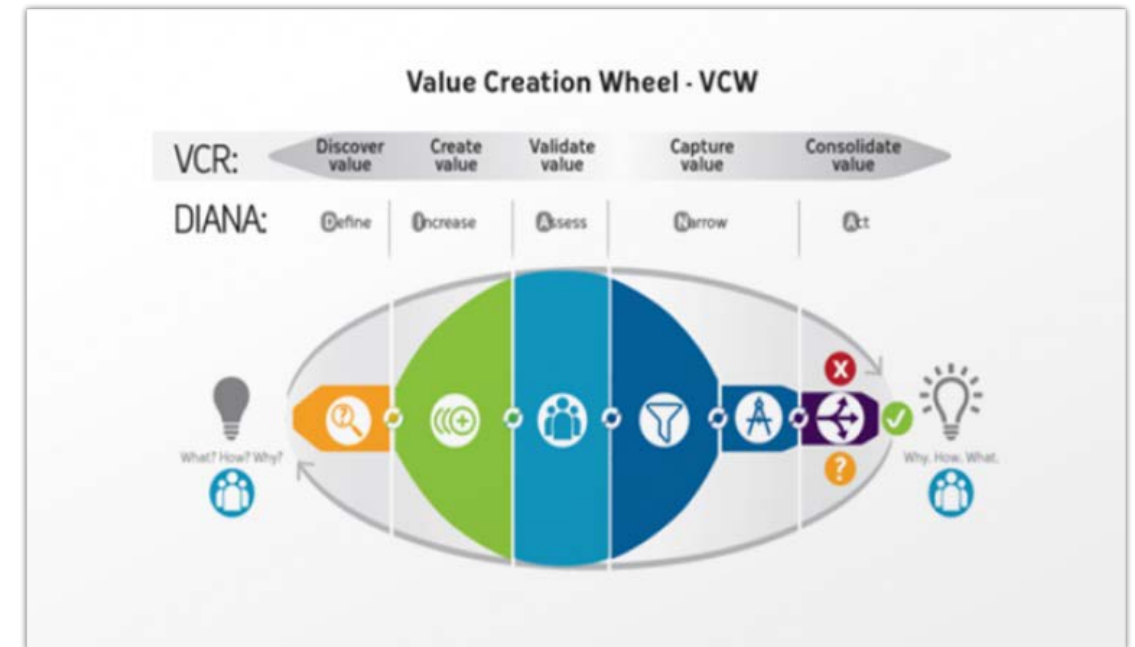 Value Creation Wheel - VCW
VCR:
Discover
value
Create
value
Validate
value
Capture
value
Consolidate
value
DIANA:
Define
Increase
Assess
Narrow
Act
X
?
What? How? Why?
?
Why. How. What.